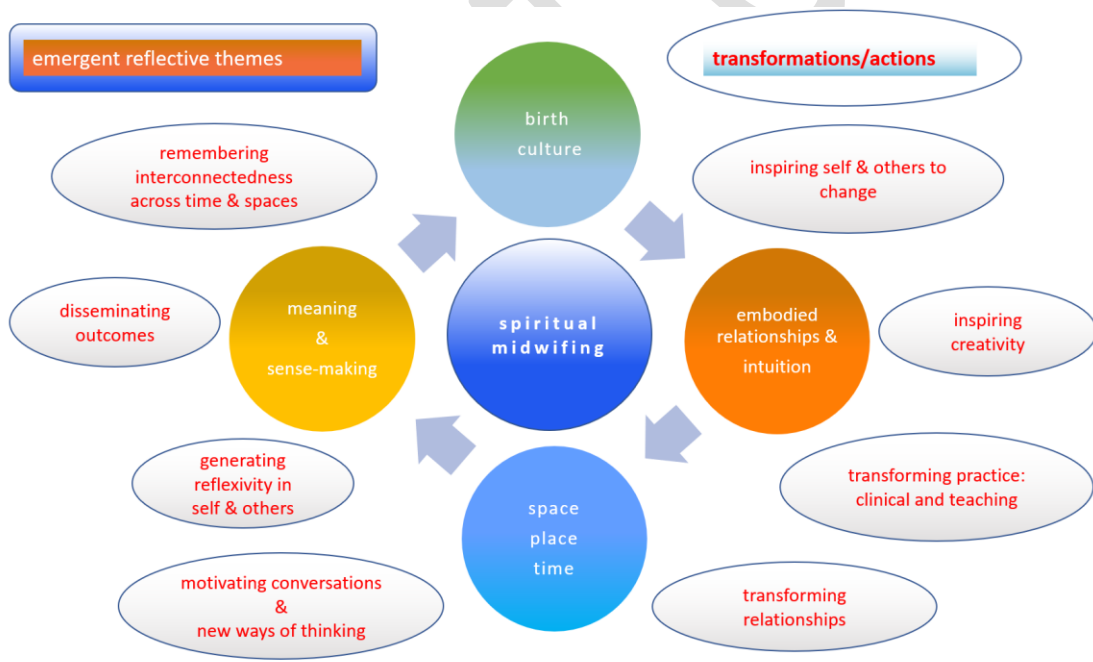 emergent reflective themes
transformations/actions
birth
culture
remembering
interconnectedness
across time & spaces
inspiring self & others to
change
meaning
&
sense-making
spiritual
midwifing
embodied
relationships &
intuition
disseminating
outcomes
inspiring
creativity
generating
reflexivity in
self & others
space
place
time
transforming practice:
clinical and teaching
motivating conversations
&
new ways of thinking
transforming
relationships